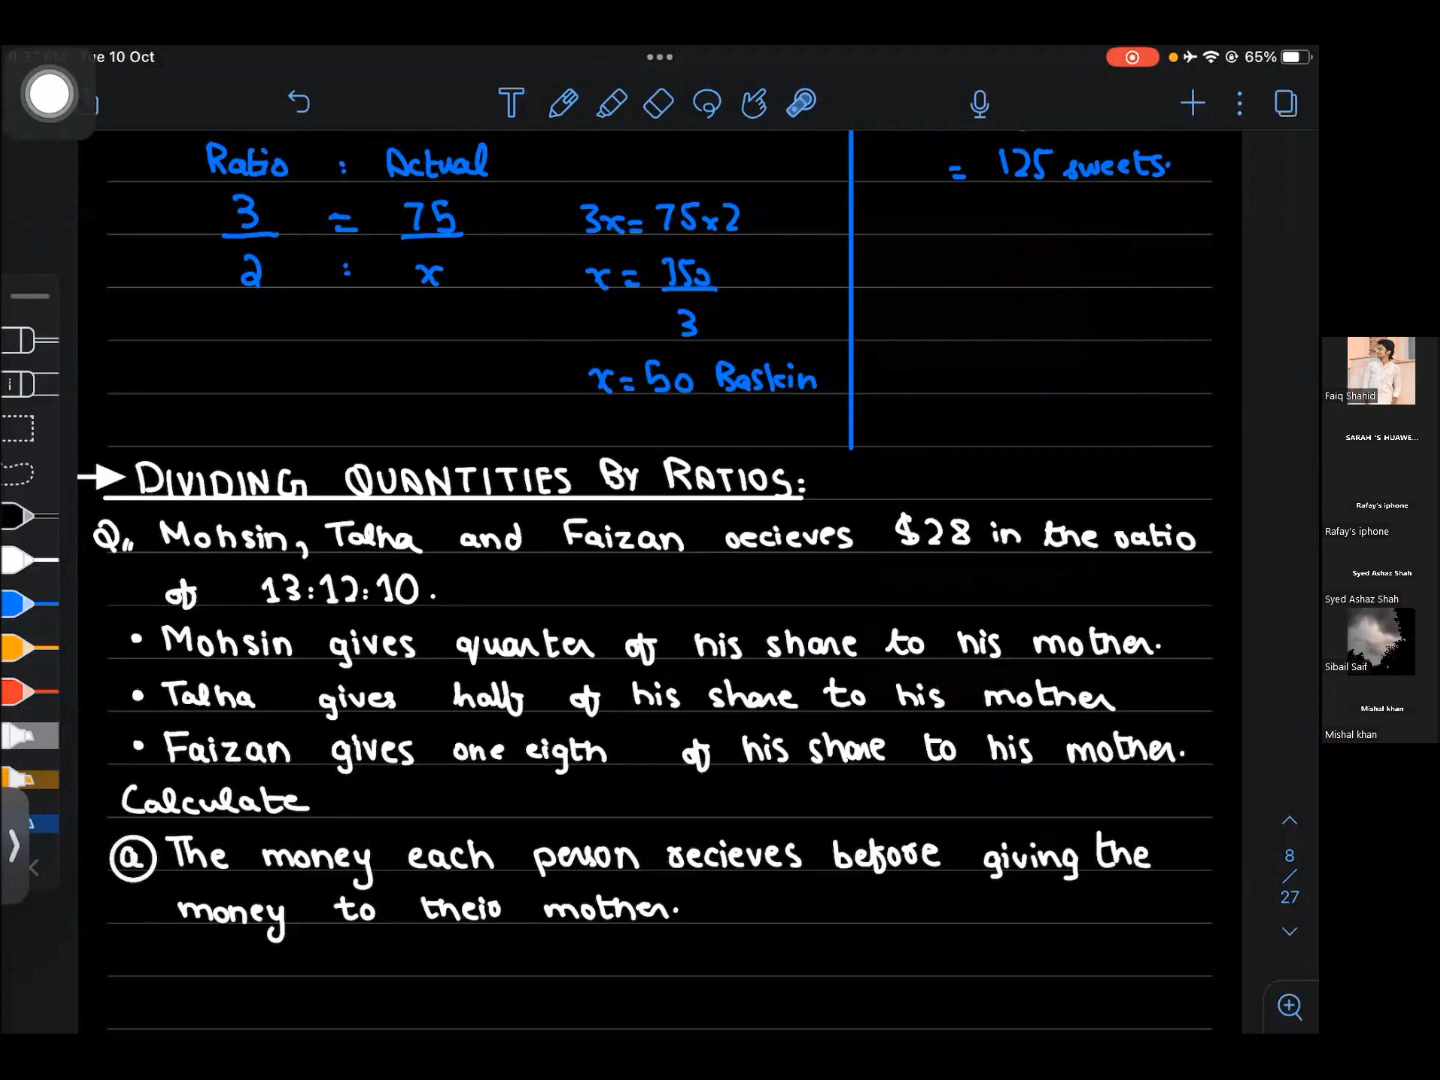 Tue 10 Oct
65%
Ratio : Actual
= 125 sweets.
3 = 75
3x = 75 x 2
2 : x
x = 150
3
x = 50 Baskin
DIVIDING QUANTITIES BY RATIOS:
Q,, Mohsin, Talha and Faizan recieves $28 in the ratio
of 13:12:10.
• Mohsin gives quarter of his share to his mother.
• Talha gives half of his share to his mother
• Faizan gives one eigth of his share to his mother.
Calculate
(a) The money each person recieves before giving the
money to their mother.
8
/
27
Faiq Shahid
SARAH 'S HUAWE...
Rafay's iphone
Rafay's iphone
Syed Ashaz Shah
Syed Ashaz Shah
Sibail Saif
Mishal khan
Mishal khan